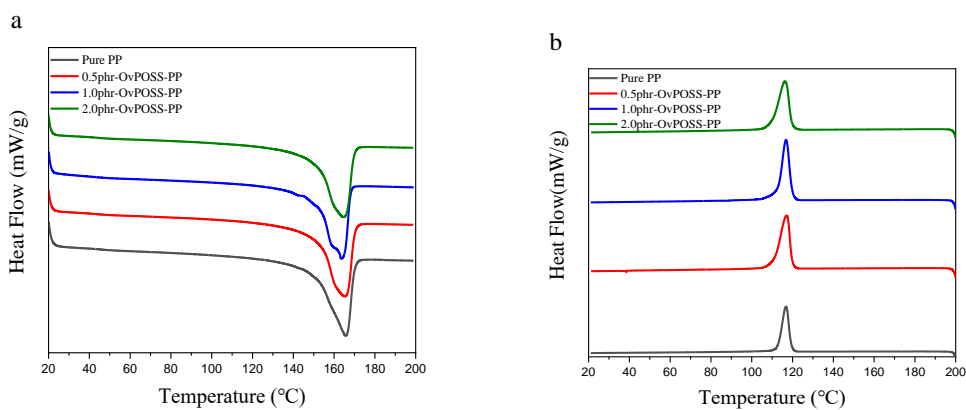 a
Pure PP
0.5phr-OvPOSS-PP
1.0phr-OvPOSS-PP
2.0phr-OvPOSS-PP
Heat Flow (mW/g)
20 40 60 80 100 120 140 160 180 200
Temperature (℃)
b
Pure PP
0.5phr-OvPOSS-PP
1.0phr-OvPOSS-PP
2.0phr-OvPOSS-PP
Heat Flow(mW/g)
20 40 60 80 100 120 140 160 180 200
Temperature (℃)